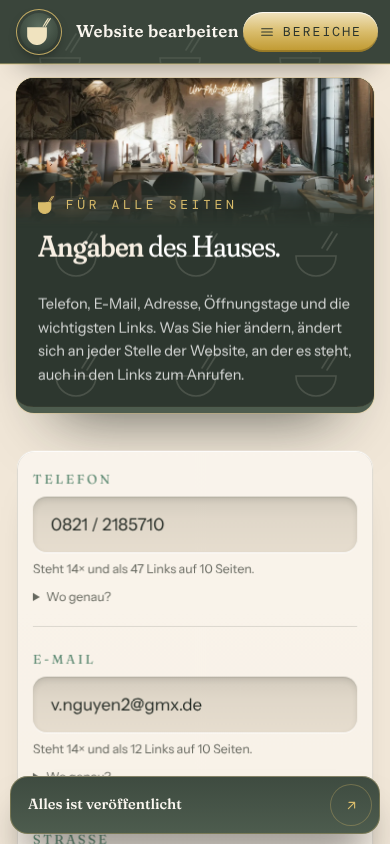 Website bearbeiten
BEREICHE
FÜR ALLE SEITEN
Angaben des Hauses.
Telefon, E-Mail, Adresse, Öffnungstage und die
wichtigsten Links. Was Sie hier ändern, ändert
sich an jeder Stelle der Website, an der es steht,
auch in den Links zum Anrufen.
TELEFON
0821 / 2185710
Steht 14× und als 47 Links auf 10 Seiten.
Wo genau?
E-MAIL
v.nguyen2@gmx.de
Steht 14× und als 12 Links auf 10 Seiten.
Wo genau?
Alles ist veröffentlicht
STRASSE